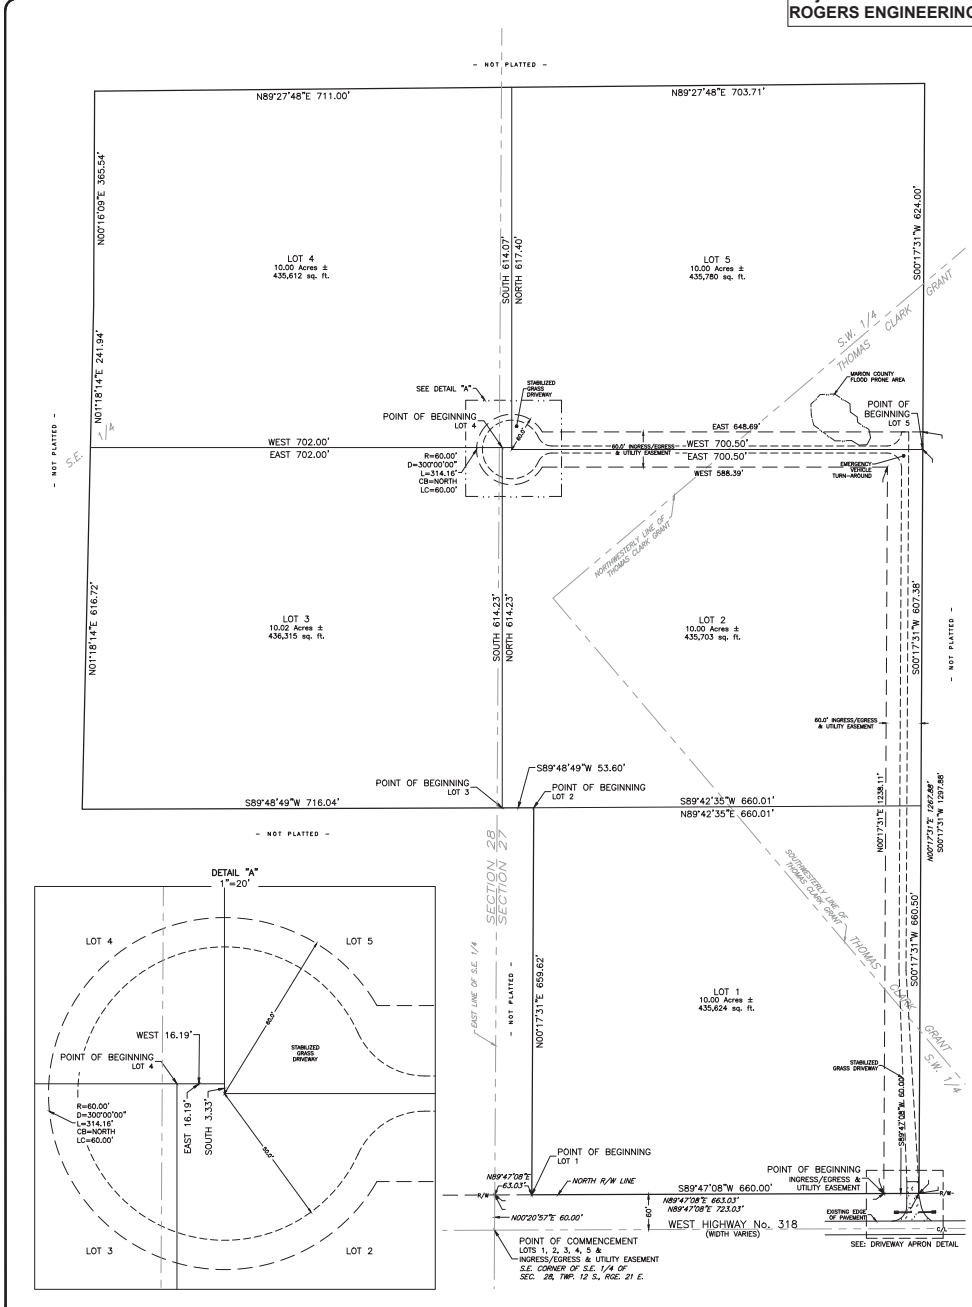 ROGERS ENGINEERING
- NOT PLATTED -
N89°27'48"E 711.00'
N89°27'48"E 703.71'
N00°16'09"E 365.54'
SOUTH 614.07'
NORTH 617.40'
S00°17'31"W 624.00'
LOT 4
10.00 Acres ±
435,612 sq. ft.
LOT 5
10.00 Acres ±
435,780 sq. ft.
S.W. 1/4
THOMAS CLARK GRANT
N01°18'14"E 241.94'
SEE DETAIL "A"
STABILIZED
GRASS
DRIVEWAY
MARION COUNTY
FLOOD PRONE AREA
POINT OF BEGINNING
LOT 4
POINT OF
BEGINNING
LOT 5
- NOT PLATTED -
S.E. 1/4
60.0'
EAST 648.69'
WEST 702.00'
EAST 702.00'
WEST 700.50'
60.0' INGRESS/EGRESS
& UTILITY EASEMENT
EAST 700.50'
WEST 588.39'
R=60.00'
D=300°00'00"
L=314.16'
CB=NORTH
LC=60.00'
EMERGENCY
VEHICLE
TURN-AROUND
NORTHWESTERLY LINE OF
THOMAS CLARK GRANT
N01°18'14"E 616.72'
SOUTH 614.23'
NORTH 614.23'
S00°17'31"W 607.38'
LOT 3
10.02 Acres ±
436,315 sq. ft.
LOT 2
10.00 Acres ±
435,703 sq. ft.
- NOT PLATTED -
60.0' INGRESS/EGRESS
& UTILITY EASEMENT
S89°48'49"W 53.60'
POINT OF BEGINNING
LOT 3
POINT OF BEGINNING
LOT 2
S89°48'49"W 716.04'
S89°42'35"W 660.01'
N89°42'35"E 660.01'
N00°17'31"E 1238.11'
N00°17'31"E 1267.88'
S00°17'31"W 1297.88'
- NOT PLATTED -
SECTION 28
SECTION 27
SOUTHWESTERLY LINE OF
THOMAS CLARK GRANT
THOMAS CLARK GRANT
S.W. 1/4
S00°17'31"W 660.50'
EAST LINE OF S.E. 1/4
- NOT PLATTED -
N00°17'31"E 659.62'
LOT 1
10.00 Acres ±
435,624 sq. ft.
STABILIZED
GRASS DRIVEWAY
S89°47'08"W 60.00'
DETAIL "A"
1"=20'
LOT 4
LOT 5
60.0'
WEST 16.19'
STABILIZED
GRASS
DRIVEWAY
POINT OF BEGINNING
LOT 4
R=60.00'
D=300°00'00"
L=314.16'
CB=NORTH
LC=60.00'
EAST 16.19'
SOUTH 3.33'
50.0'
LOT 3
LOT 2
POINT OF BEGINNING
LOT 1
N89°47'08"E
63.03'
NORTH R/W LINE
R/W
S89°47'08"W 660.00'
N89°47'08"E 663.03'
N89°47'08"E 723.03'
POINT OF BEGINNING
INGRESS/EGRESS &
UTILITY EASEMENT
R/W
N00°20'57"E 60.00'
60'
WEST HIGHWAY No. 318
(WIDTH VARIES)
EXISTING EDGE
OF PAVEMENT
C/L
SEE: DRIVEWAY APRON DETAIL
POINT OF COMMENCEMENT
LOTS 1, 2, 3, 4, 5 &
INGRESS/EGRESS & UTILITY EASEMENT
S.E. CORNER OF S.E. 1/4 OF
SEC. 28, TWP. 12 S., RGE. 21 E.